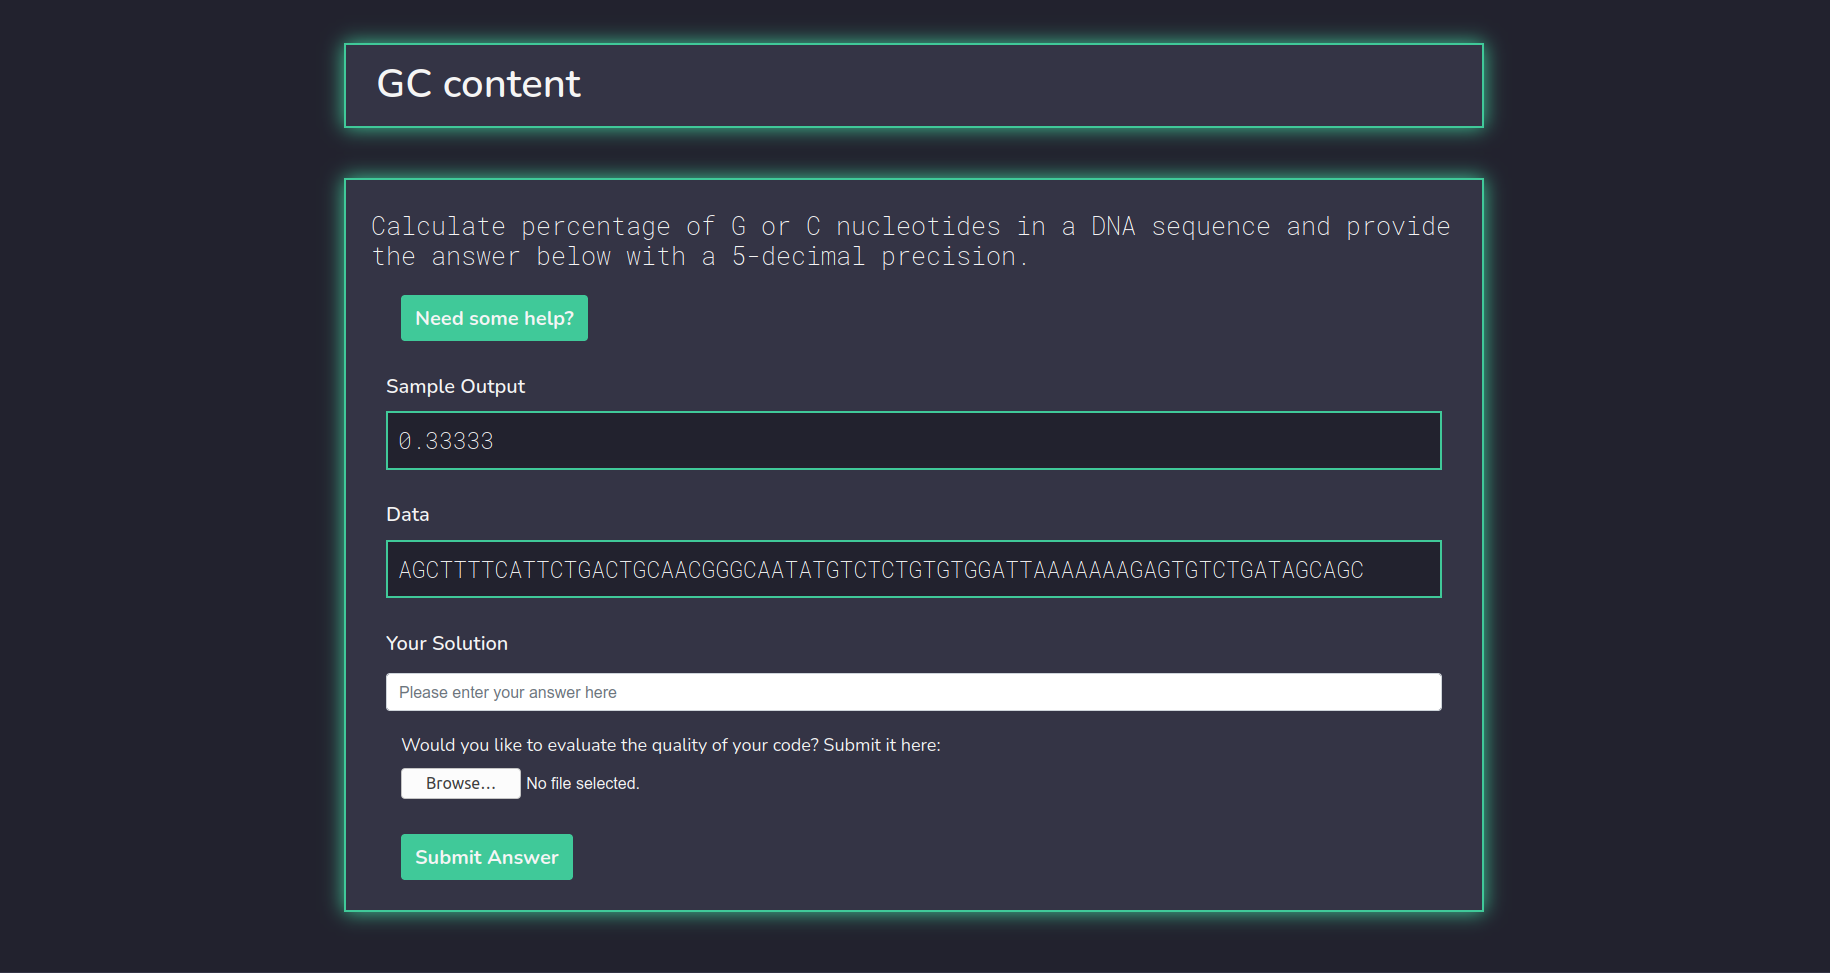 GC content
Calculate percentage of G or C nucleotides in a DNA sequence and provide
the answer below with a 5-decimal precision.
Need some help?
Sample Output
0.33333
Data
AGCTTTTCATTCTGACTGCAACGGGCAATATGTCTCTGTGTGGATTAAAAAAAGAGTGTCTGATAGCAGC
Your Solution
Please enter your answer here
Would you like to evaluate the quality of your code? Submit it here:
Browse... No file selected.
Submit Answer